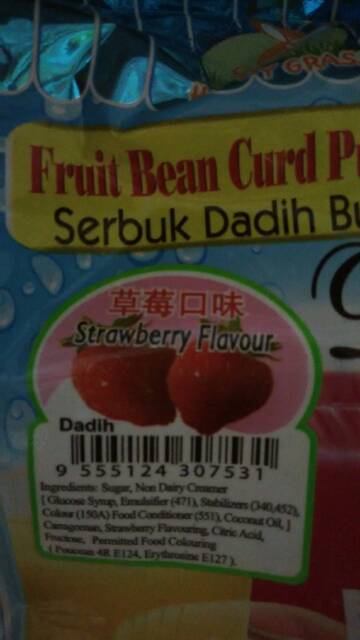 Fruit Bean Curd
Serbuk Dadih
草莓口味
Strawberry Flavour
Dadih
9 555124 307531
Ingredients: Sugar, Non Dairy Creamer
[ Glucose Syrup, Emulsifier (471), Stabilizers (340,452),
Colour (150A) Food Conditioner (551), Coconut Oil, ]
Carrageenan, Strawberry Flavouring, Citric Acid,
Fructose, Permitted Food Colouring
( Ponceau 4R E124, Erythrosine E127 ).